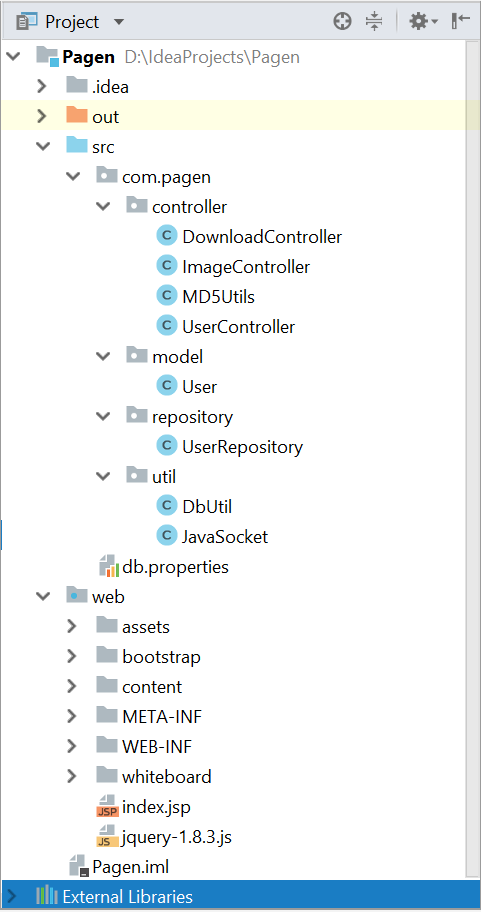 Project
Pagen D:\IdeaProjects\Pagen
.idea
out
src
com.pagen
controller
C DownloadController
C ImageController
C MD5Utils
C UserController
model
C User
repository
C UserRepository
util
C DbUtil
C JavaSocket
db.properties
web
assets
bootstrap
content
META-INF
WEB-INF
whiteboard
JSP index.jsp
JS jquery-1.8.3.js
Pagen.iml
External Libraries